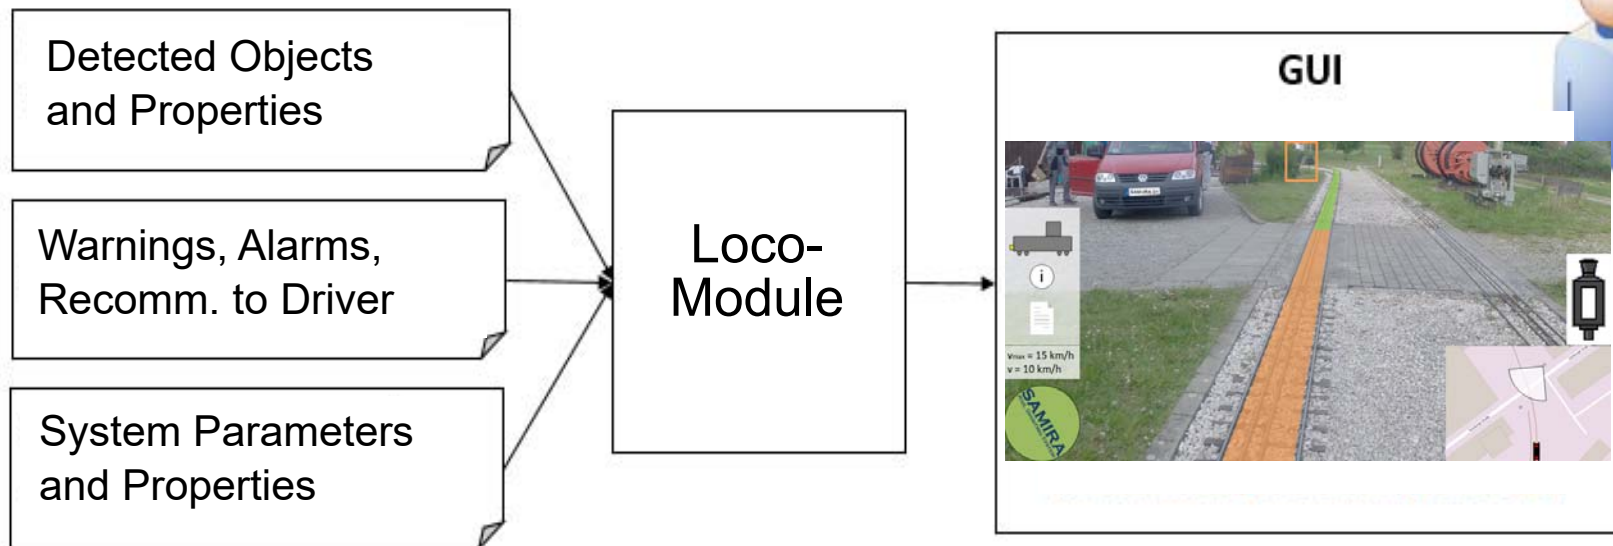 Detected Objects
and Properties
Warnings, Alarms,
Recomm. to Driver
System Parameters
and Properties
Loco-
Module
GUI
i
vmax = 15 km/h
v = 10 km/h
SAMIRA